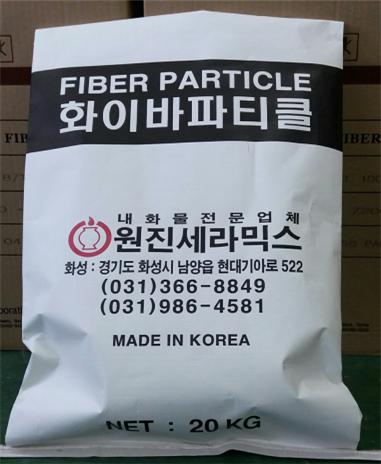 FIBER PARTICLE
화이바파티클
내화물전문업체
원진세라믹스
화성 : 경기도 화성시 남양읍 현대기아로 522
(031)366-8849
(031)986-4581
MADE IN KOREA
NET : 20 KG